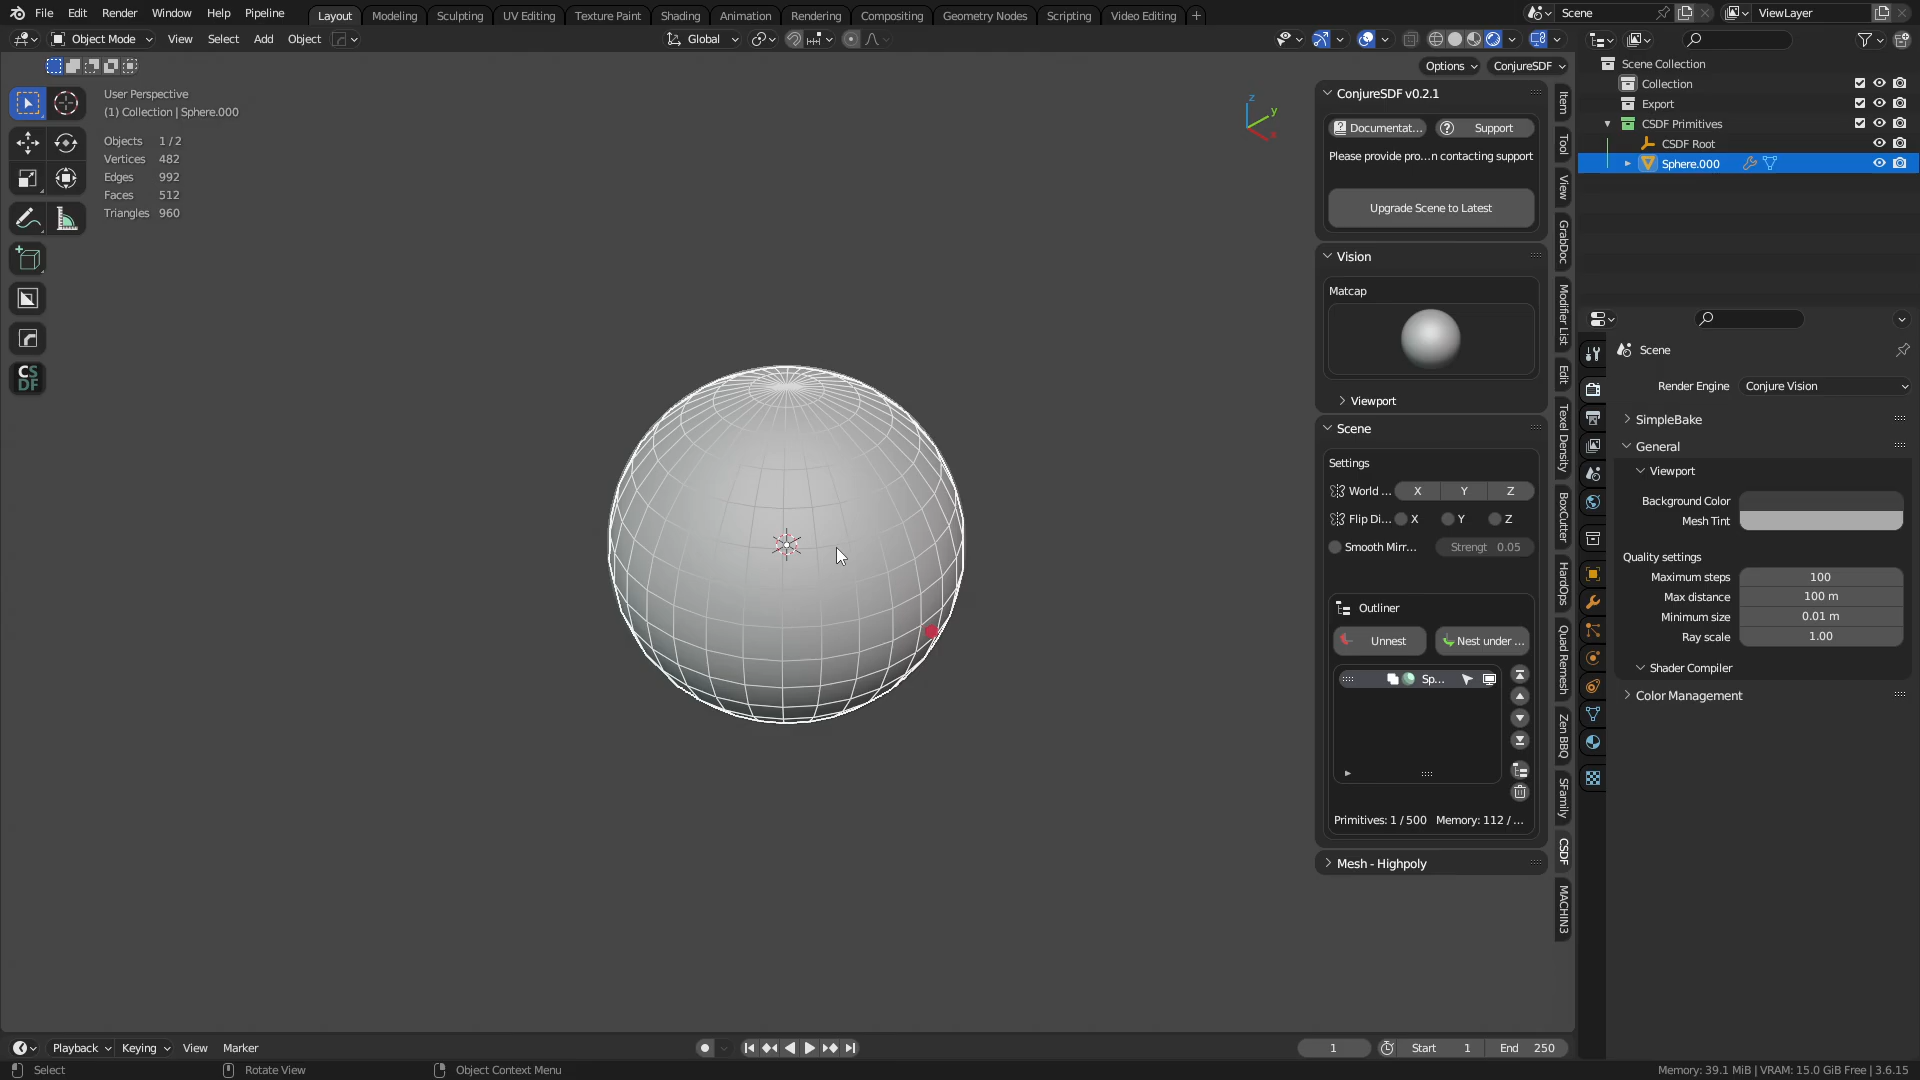 File Edit Render Window Help Pipeline
Layout Modeling Sculpting UV Editing Texture Paint Shading Animation Rendering Compositing Geometry Nodes Scripting Video Editing +
Scene
ViewLayer
Object Mode View Select Add Object
Global
Options ConjureSDF
User Perspective
(1) Collection | Sphere.000
Objects 1 / 2
Vertices 482
Edges 992
Faces 512
Triangles 960
CS
DF
Z
y
ConjureSDF v0.2.1
Documentat... Support
Please provide pro...n contacting support
Upgrade Scene to Latest
Vision
Matcap
Viewport
Scene
Settings
World ... X Y Z
Flip Di... X Y Z
Smooth Mirr... Strengt 0.05
Outliner
Unnest Nest under ...
Sp...
Primitives: 1 / 500 Memory: 112 / ...
Mesh - Highpoly
Item
Tool
View
GrabDoc
Modifier List
Edit
Texel Density
BoxCutter
HardOps
Quad Remesh
Zen BBQ
SFamily
CSDF
MACHIN3
Scene Collection
Collection
Export
CSDF Primitives
CSDF Root
Sphere.000
Scene
Render Engine Conjure Vision
SimpleBake
General
Viewport
Background Color
Mesh Tint
Quality settings
Maximum steps 100
Max distance 100 m
Minimum size 0.01 m
Ray scale 1.00
Shader Compiler
Color Management
Playback Keying View Marker
1 Start 1 End 250
Select Rotate View Object Context Menu
Memory: 39.1 MiB | VRAM: 15.0 GiB Free | 3.6.15